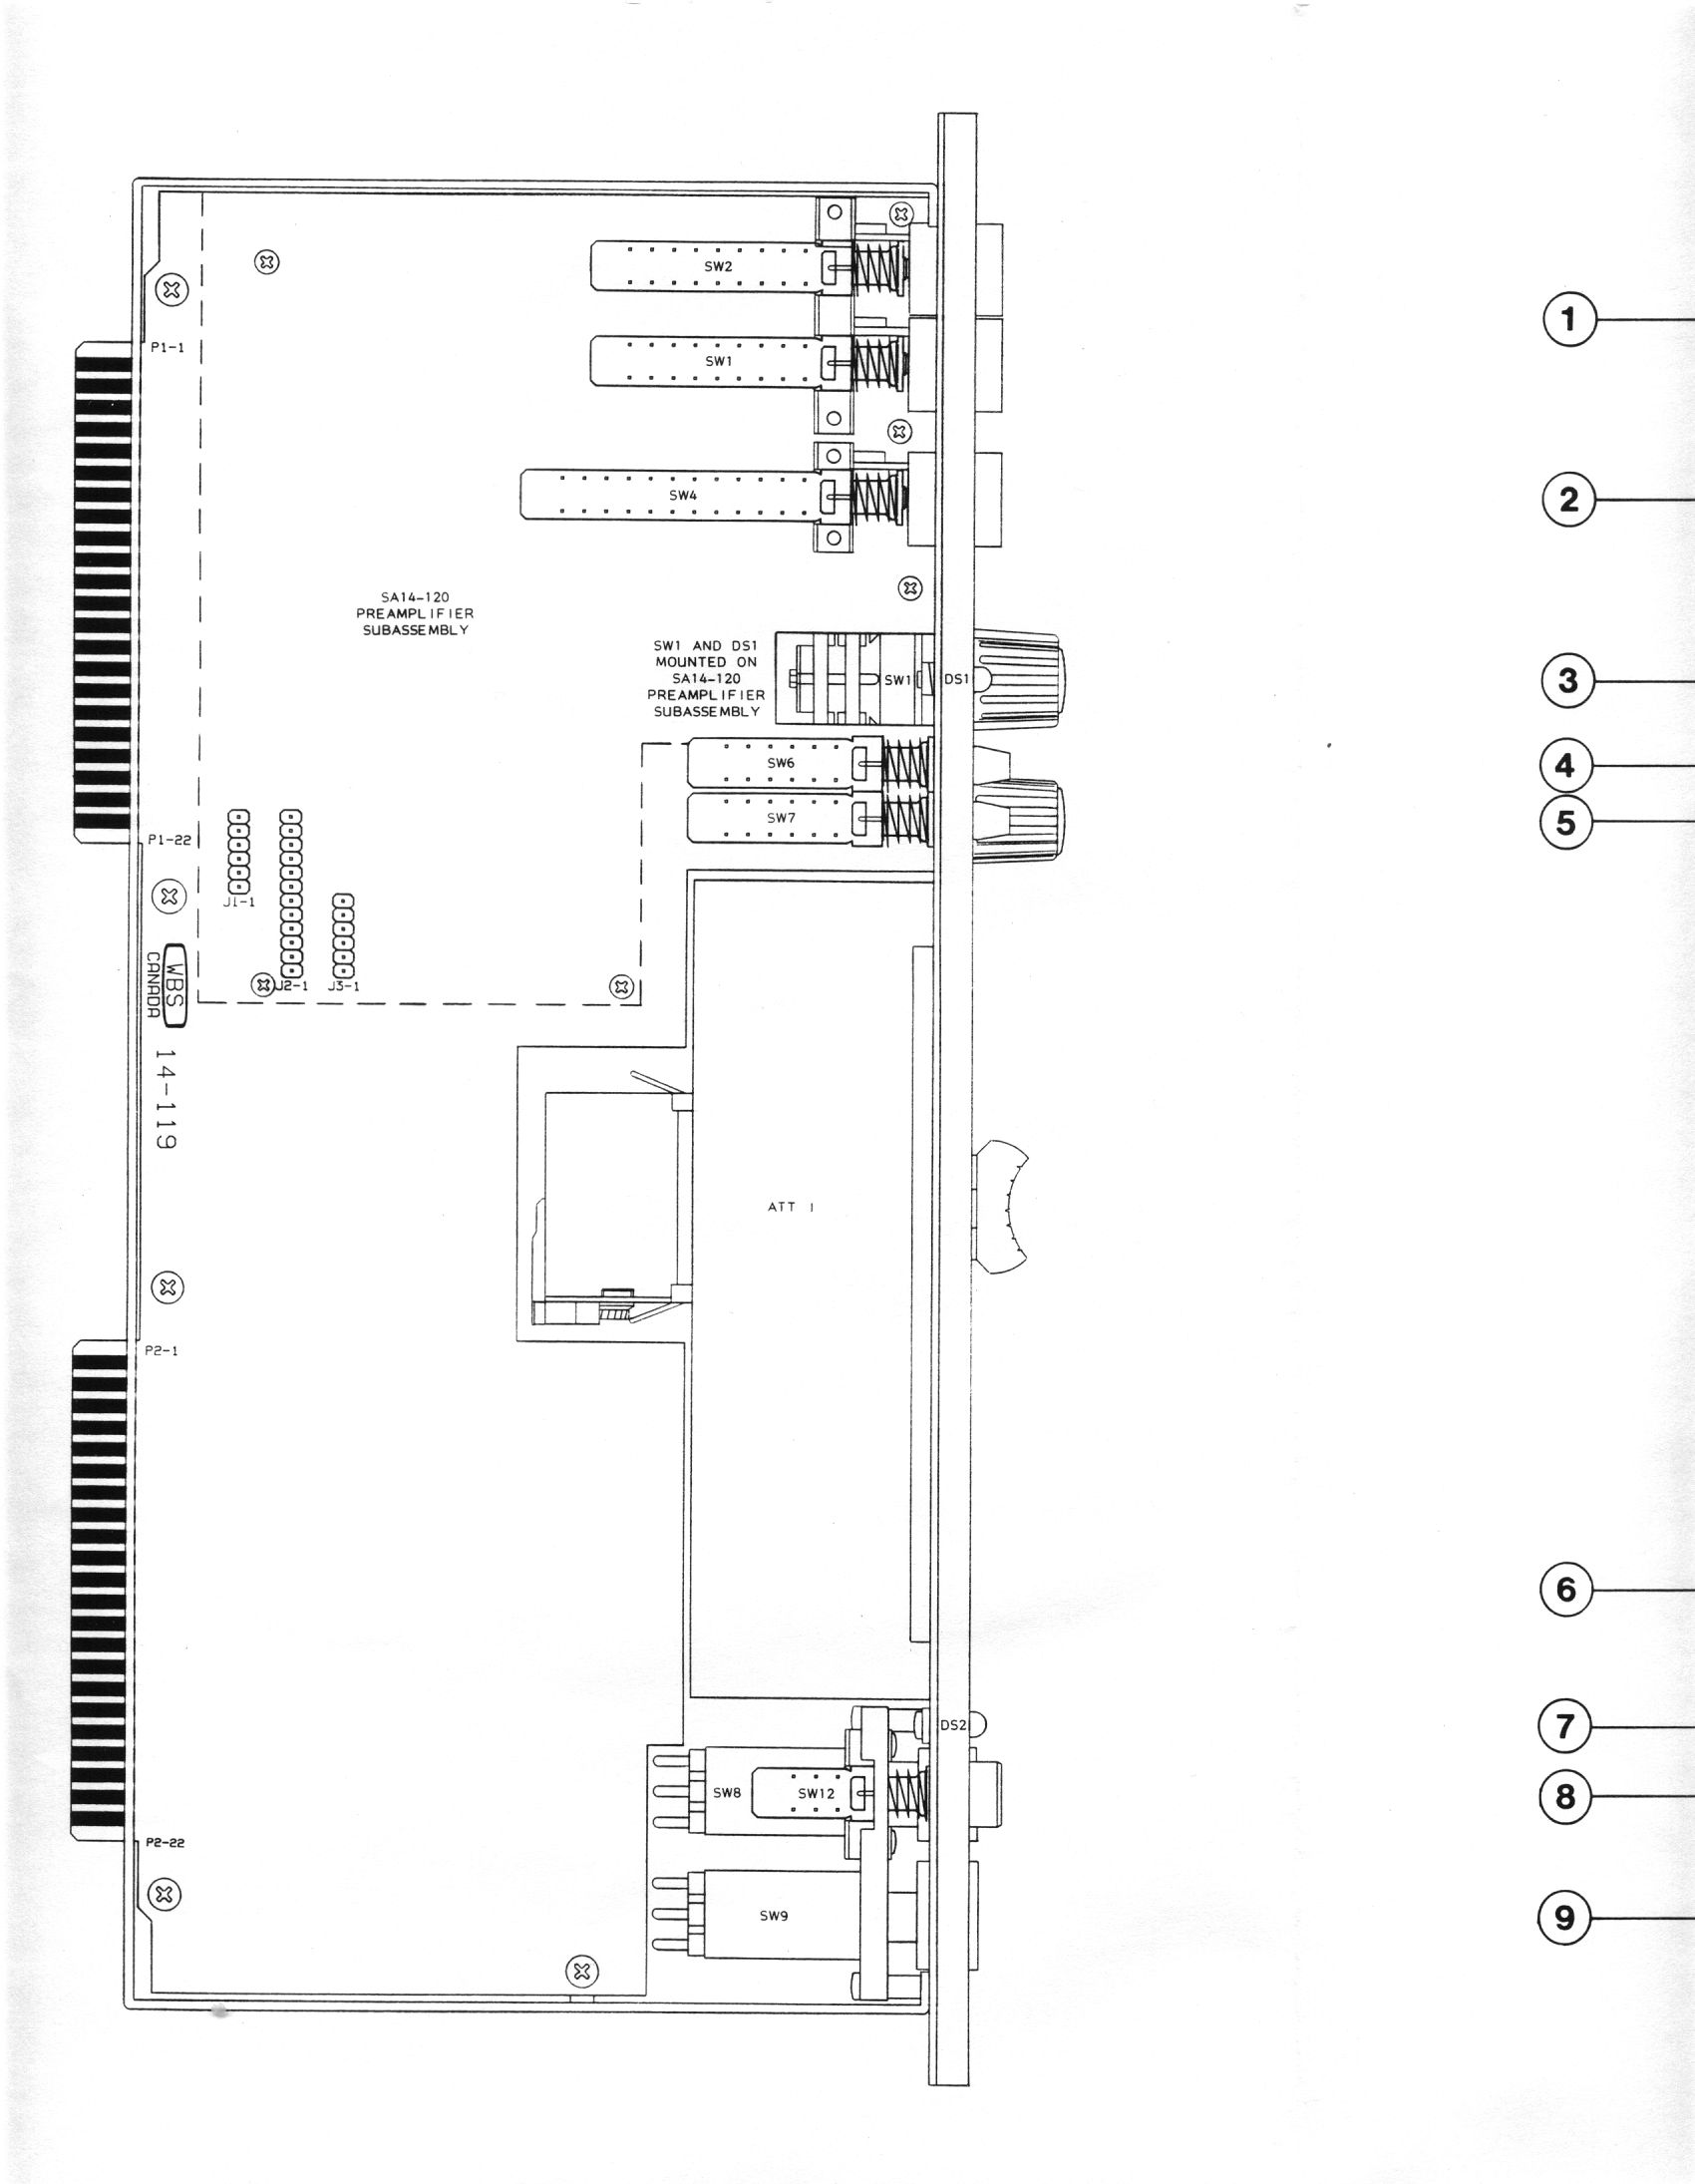 SW2
P1-1
SW1
SW4
SA14-120
PREAMPLIFIER
SUBASSEMBLY
SW1 AND DS1
MOUNTED ON
SA14-120
PREAMPLIFIER
SUBASSEMBLY
SW1
DS1
SW6
SW7
P1-22
J1-1
J2-1
J3-1
WBS
CANADA
14-119
ATT 1
P2-1
DS2
SW8
SW12
P2-22
SW9
1
2
3
4
5
6
7
8
9